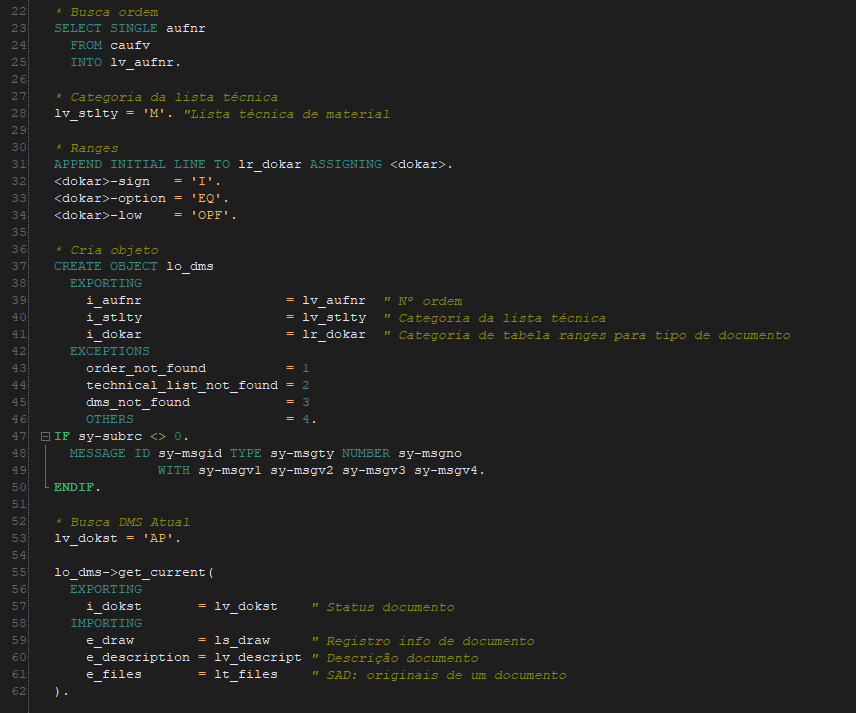 22 * Busca ordem
23 SELECT SINGLE aufnr
24 FROM caufv
25 INTO lv_aufnr.
26
27 * Categoria da lista técnica
28 lv_stlty = 'M'. "Lista técnica de material
29
30 * Ranges
31 APPEND INITIAL LINE TO lr_dokar ASSIGNING <dokar>.
32 <dokar>-sign = 'I'.
33 <dokar>-option = 'EQ'.
34 <dokar>-low = 'OPF'.
35
36 * Cria objeto
37 CREATE OBJECT lo_dms
38 EXPORTING
39 i_aufnr = lv_aufnr " Nº ordem
40 i_stlty = lv_stlty " Categoria da lista técnica
41 i_dokar = lr_dokar " Categoria de tabela ranges para tipo de documento
42 EXCEPTIONS
43 order_not_found = 1
44 technical_list_not_found = 2
45 dms_not_found = 3
46 OTHERS = 4.
47 IF sy-subrc <> 0.
48 MESSAGE ID sy-msgid TYPE sy-msgty NUMBER sy-msgno
49 WITH sy-msgv1 sy-msgv2 sy-msgv3 sy-msgv4.
50 ENDIF.
51
52 * Busca DMS Atual
53 lv_dokst = 'AP'.
54
55 lo_dms->get_current(
56 EXPORTING
57 i_dokst = lv_dokst " Status documento
58 IMPORTING
59 e_draw = ls_draw " Registro info de documento
60 e_description = lv_descript " Descrição documento
61 e_files = lt_files " SAD: originais de um documento
62 ).